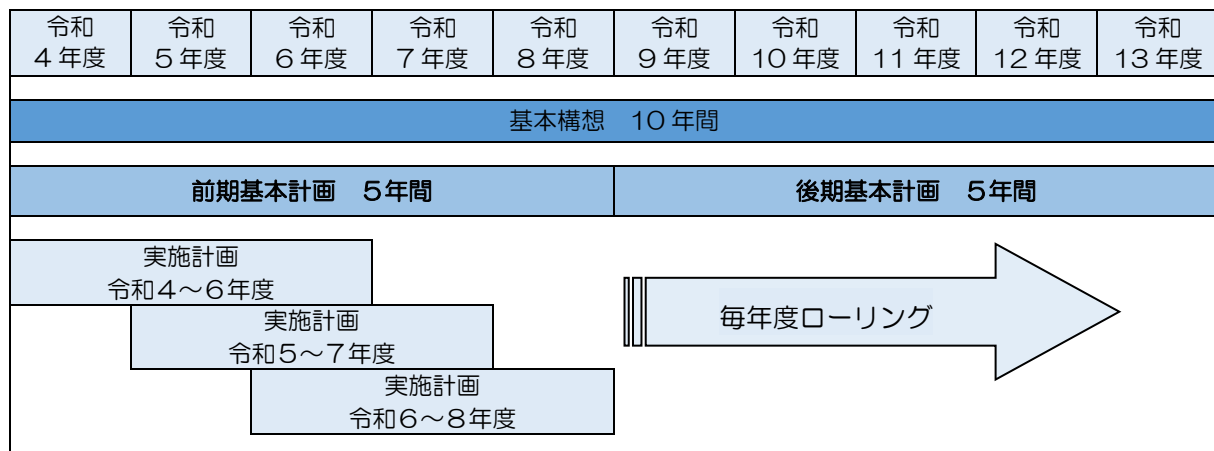 令和
4年度
令和
5年度
令和
6年度
令和
7年度
令和
8年度
令和
9年度
令和
10年度
令和
11年度
令和
12年度
令和
13年度
基本構想　10年間
前期基本計画　5年間
後期基本計画　5年間
実施計画
令和4～6年度
実施計画
令和5～7年度
実施計画
令和6～8年度
毎年度ローリング